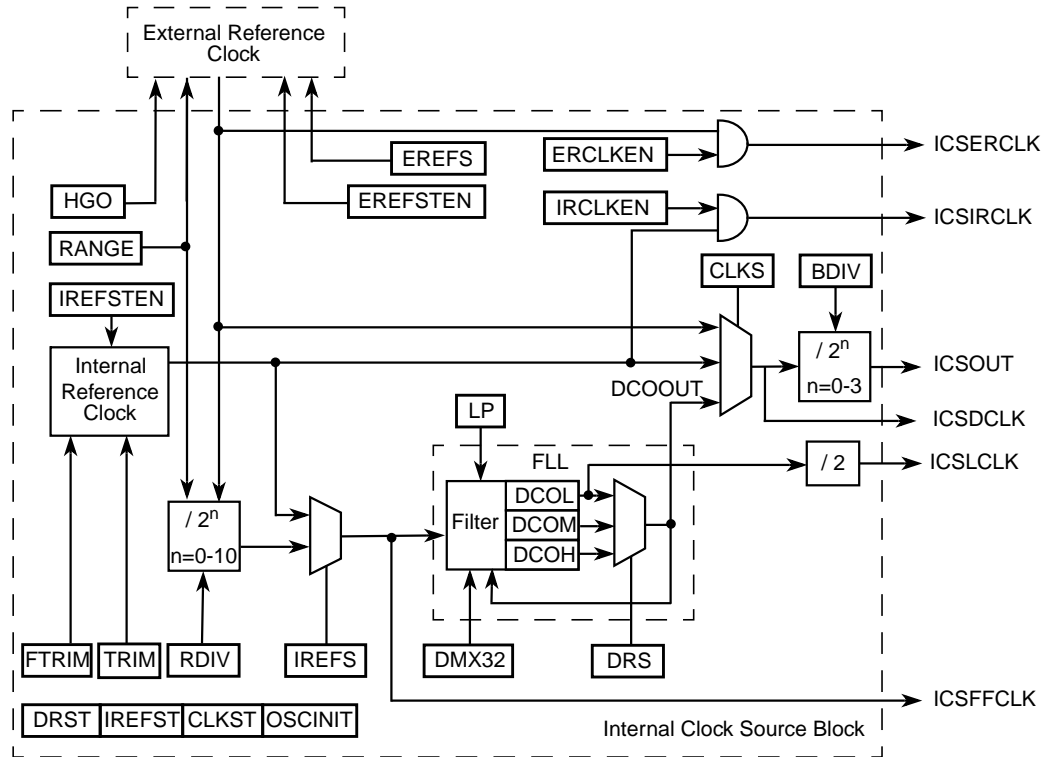 External Reference
Clock
EREFS
ERCLKEN
ICSERCLK
HGO
EREFSTEN
IRCLKEN
ICSIRCLK
RANGE
CLKS
BDIV
IREFSTEN
Internal
Reference
Clock
/ 2n
n=0-3
ICSOUT
DCOOUT
LP
ICSDCLK
FLL
/ 2
ICSLCLK
/ 2n
n=0-10
Filter
DCOL
DCOM
DCOH
FTRIM
TRIM
RDIV
IREFS
DMX32
DRS
ICSFFCLK
DRST
IREFST
CLKST
OSCINIT
Internal Clock Source Block